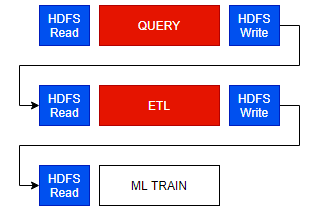 HDFS
Read
QUERY
HDFS
Write
HDFS
Read
ETL
HDFS
Write
HDFS
Read
ML TRAIN